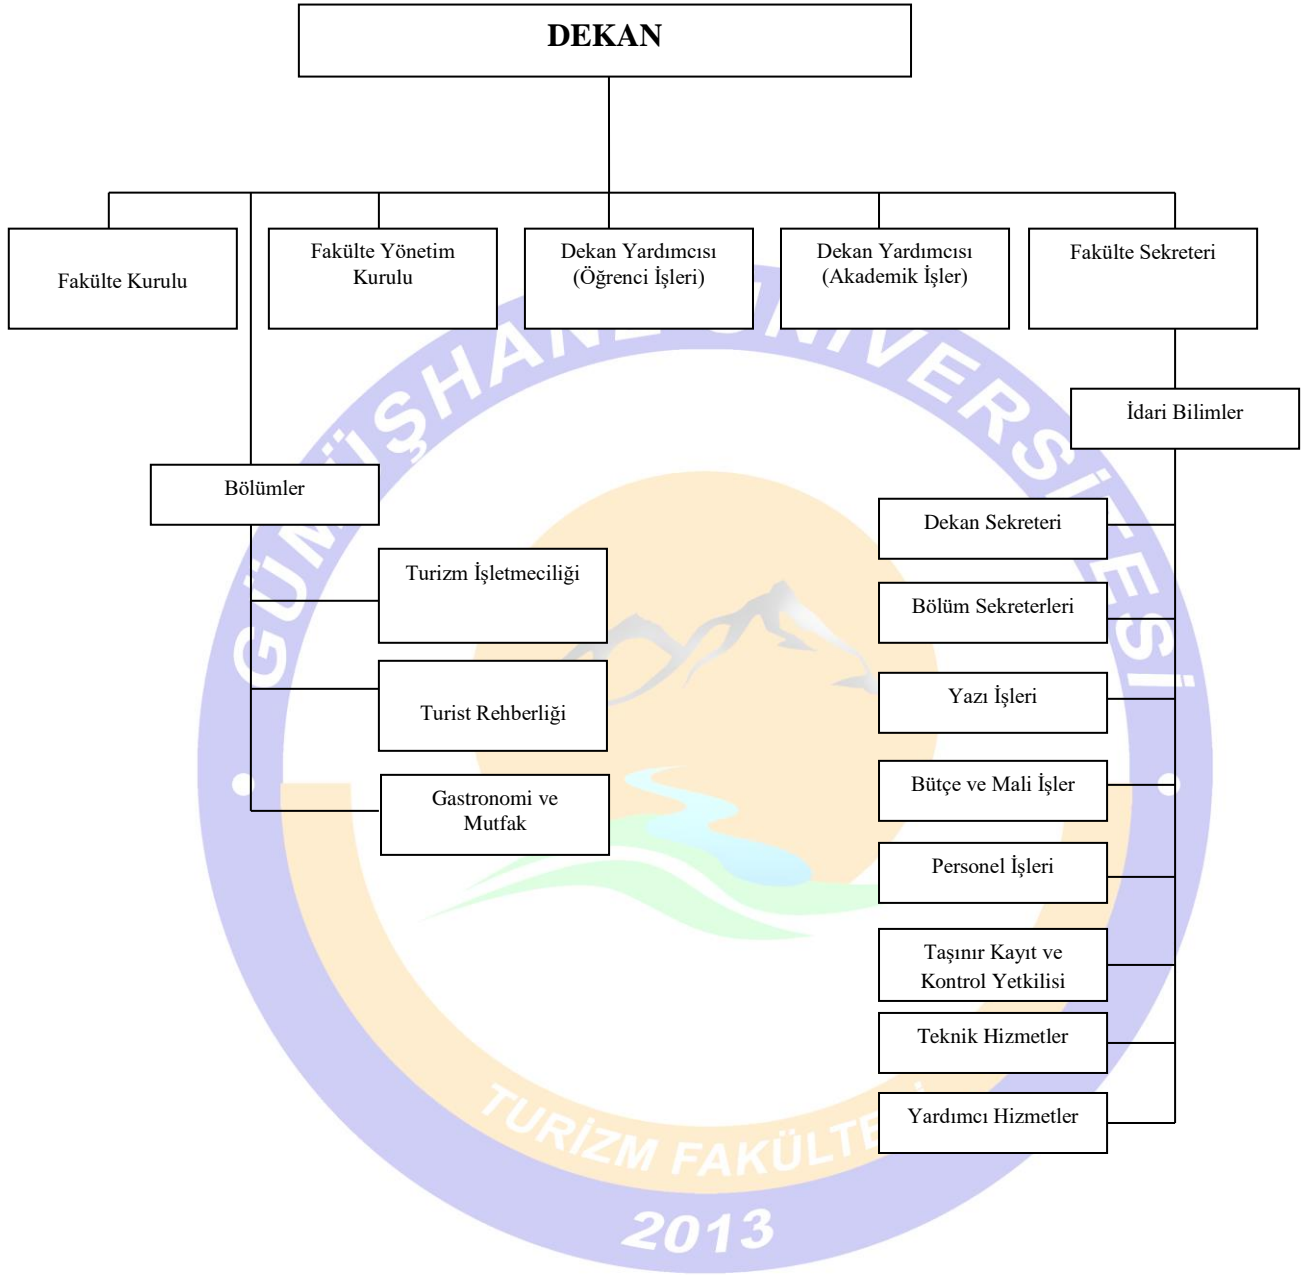 DEKAN
Fakülte Kurulu
Fakülte Yönetim
Kurulu
Dekan Yardımcısı
(Öğrenci İşleri)
Dekan Yardımcısı
(Akademik İşler)
Fakülte Sekreteri
İdari Bilimler
Bölümler
Turizm İşletmeciliği
Turist Rehberliği
Gastronomi ve
Mutfak
Dekan Sekreteri
Bölüm Sekreterleri
Yazı İşleri
Bütçe ve Mali İşler
Personel İşleri
Taşınır Kayıt ve
Kontrol Yetkilisi
Teknik Hizmetler
Yardımcı Hizmetler
GÜMÜŞHANE ÜNİVERSİTESİ
TURİZM FAKÜLTESİ
2013